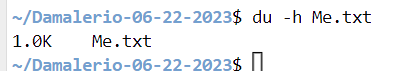 ~/Damalerio-06-22-2023$ du -h Me.txt
1.0K    Me.txt
~/Damalerio-06-22-2023$